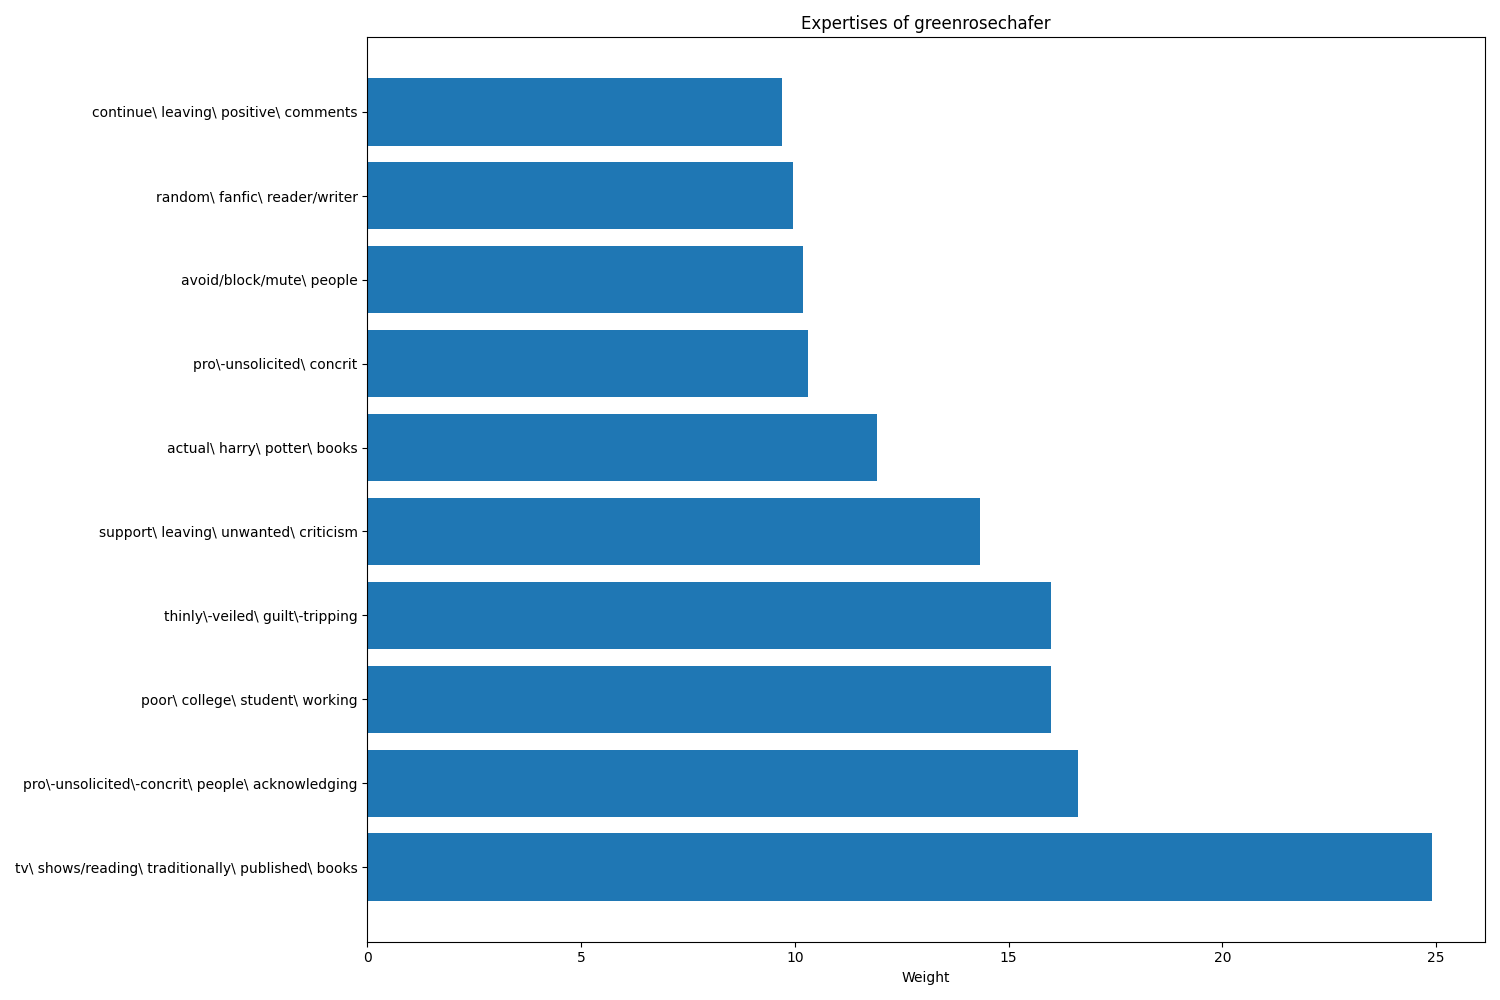 Expertises of greenrosechafer
continue\ leaving\ positive\ comments
random\ fanfic\ reader/writer
avoid/block/mute\ people
pro\-unsolicited\ concrit
actual\ harry\ potter\ books
support\ leaving\ unwanted\ criticism
thinly\-veiled\ guilt\-tripping
poor\ college\ student\ working
pro\-unsolicited\-concrit\ people\ acknowledging
tv\ shows/reading\ traditionally\ published\ books
0 5 10 15 20 25
Weight